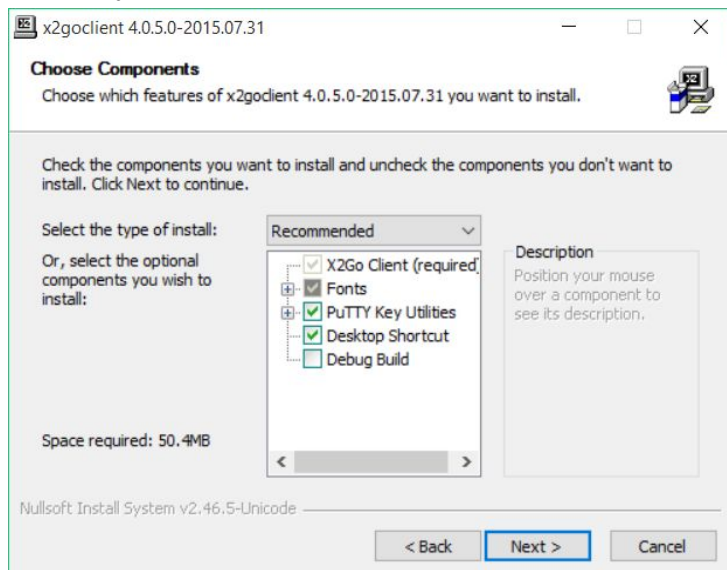 x2goclient 4.0.5.0-2015.07.31
Choose Components
Choose which features of x2goclient 4.0.5.0-2015.07.31 you want to install.
Check the components you want to install and uncheck the components you don't want to
install. Click Next to continue.
Select the type of install:
Recommended
Or, select the optional
components you wish to
install:
X2Go Client (required
Fonts
PuTTY Key Utilities
Desktop Shortcut
Debug Build
Description
Position your mouse
over a component to
see its description.
Space required: 50.4MB
Nullsoft Install System v2.46.5-Unicode
< Back
Next >
Cancel